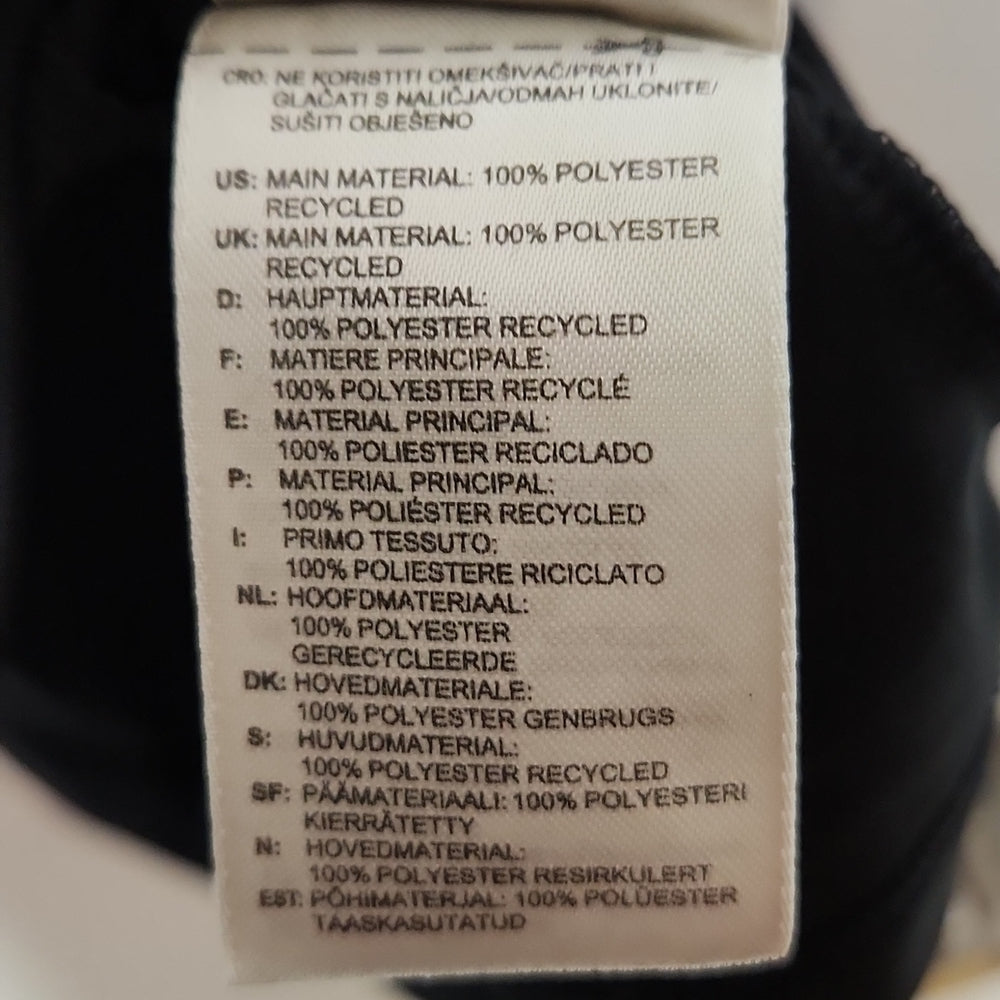 CRO: NE KORISTITI OMEKŠIVAČ/PRATI I
GLAČATI S NALIČJA/ODMAH UKLONITE/
SUŠITI OBJEŠENO
US: MAIN MATERIAL: 100% POLYESTER
RECYCLED
UK: MAIN MATERIAL: 100% POLYESTER
RECYCLED
D: HAUPTMATERIAL:
100% POLYESTER RECYCLED
F: MATIERE PRINCIPALE:
100% POLYESTER RECYCLÉ
E: MATERIAL PRINCIPAL:
100% POLIESTER RECICLADO
P: MATERIAL PRINCIPAL:
100% POLIÉSTER RECYCLED
I: PRIMO TESSUTO:
100% POLIESTERE RICICLATO
NL: HOOFDMATERIAAL:
100% POLYESTER
GERECYCLEERDE
DK: HOVEDMATERIALE:
100% POLYESTER GENBRUGS
S: HUVUDMATERIAL:
100% POLYESTER RECYCLED
SF: PÄÄMATERIAALI: 100% POLYESTERI
KIERRÄTETTY
N: HOVEDMATERIAL:
100% POLYESTER RESIRKULERT
EST: PÕHIMATERJAL: 100% POLÜESTER
TAASKASUTATUD